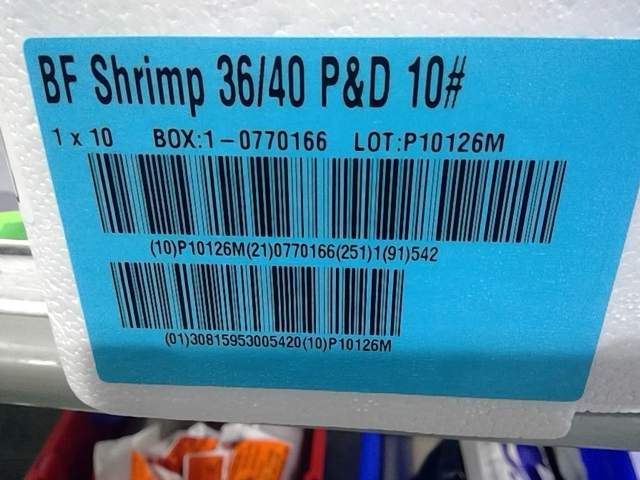 BF Shrimp 36/40 P&D 10#
1 x 10 BOX:1-0770166 LOT:P10126M
(10)P10126M(21)0770166(251)1(91)542
(01)30815953005420(10)P10126M